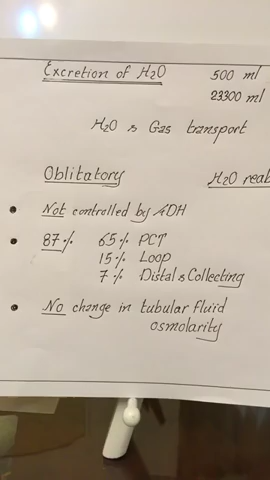 Excretion of H2O 500 ml
23300 ml
H2O & Gas transport
Oblitatory H2O reab
• Not controlled by ADH
• 87% 65% PCT
15% Loop
7% Distal & Collecting
• No change in tubular fluid
osmolarity